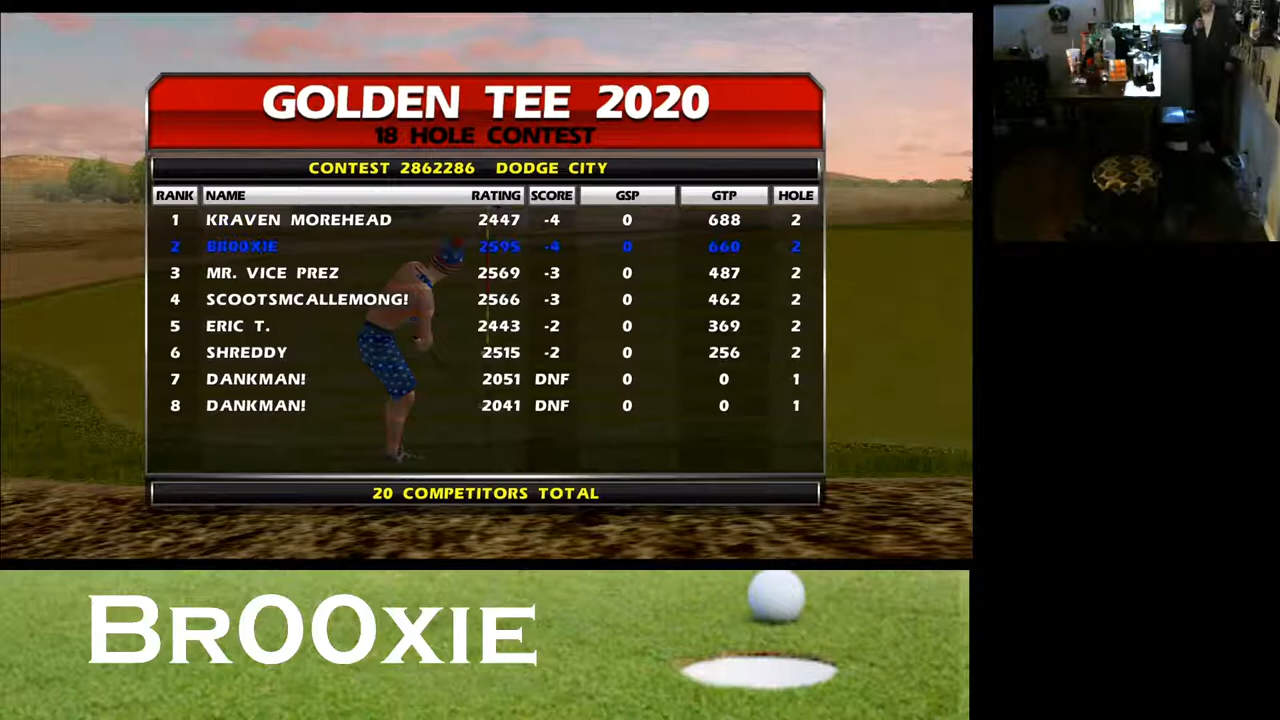 GOLDEN TEE 2020
18 HOLE CONTEST
CONTEST 2862286 DODGE CITY
RANK NAME RATING SCORE GSP GTP HOLE
1 KRAVEN MOREHEAD 2447 -4 0 688 2
2 BR00XIE 2595 -4 0 660 2
3 MR. VICE PREZ 2569 -3 0 487 2
4 SCOOTSMCALLEMONG! 2566 -3 0 462 2
5 ERIC T. 2443 -2 0 369 2
6 SHREDDY 2515 -2 0 256 2
7 DANKMAN! 2051 DNF 0 0 1
8 DANKMAN! 2041 DNF 0 0 1
20 COMPETITORS TOTAL
BR00XIE